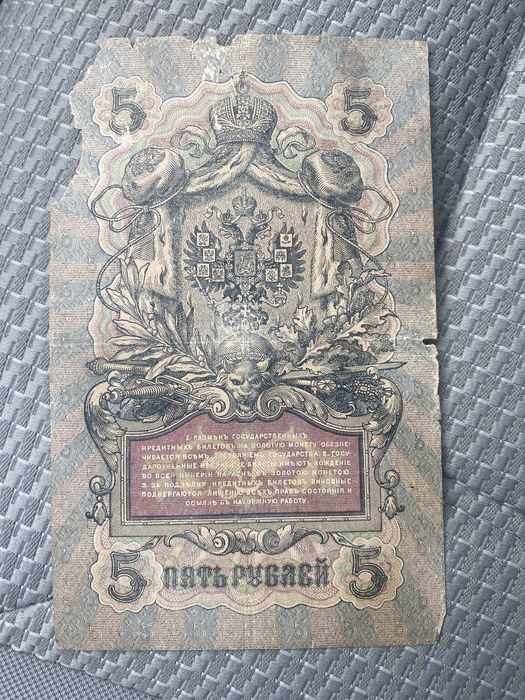 5 5
1. РАЗМѢНЪ ГОСУДАРСТВЕННЫХЪ
КРЕДИТНЫХЪ БИЛЕТОВЪ НА ЗОЛОТУЮ МОНЕТУ ОБЕЗПЕ-
ЧИВАЕТСЯ ВСѢМЪ ДОСТОЯНІЕМЪ ГОСУДАРСТВА. 2. ГОСУ-
ДАРСТВЕННЫЕ КРЕДИТНЫЕ БИЛЕТЫ ИМѢЮТЪ ХОЖДЕНІЕ
ВО ВСЕЙ ИМПЕРІИ НАРАВНѢ СЪ ЗОЛОТОЮ МОНЕТОЮ.
3. ЗА ПОДДѢЛКУ КРЕДИТНЫХЪ БИЛЕТОВЪ ВИНОВНЫЕ
ПОДВЕРГАЮТСЯ ЛИШЕНІЮ ВСѢХЪ ПРАВЪ СОСТОЯНІЯ И
ССЫЛКѢ ВЪ КАТОРЖНУЮ РАБОТУ.
5 ПЯТЬ РУБЛЕЙ 5